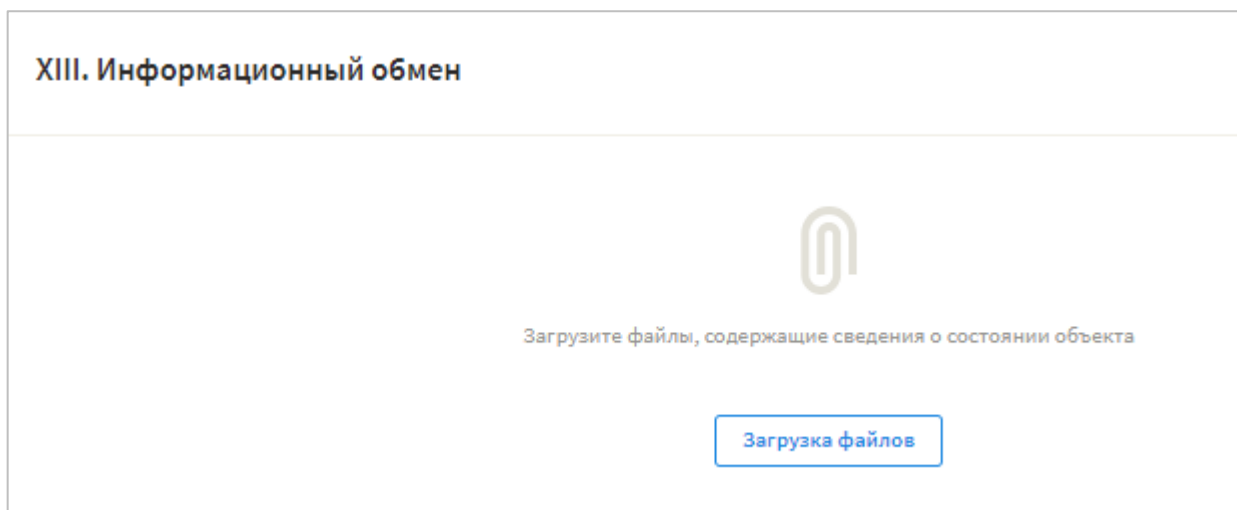 XIII. Информационный обмен
Загрузите файлы, содержащие сведения о состоянии объекта
Загрузка файлов